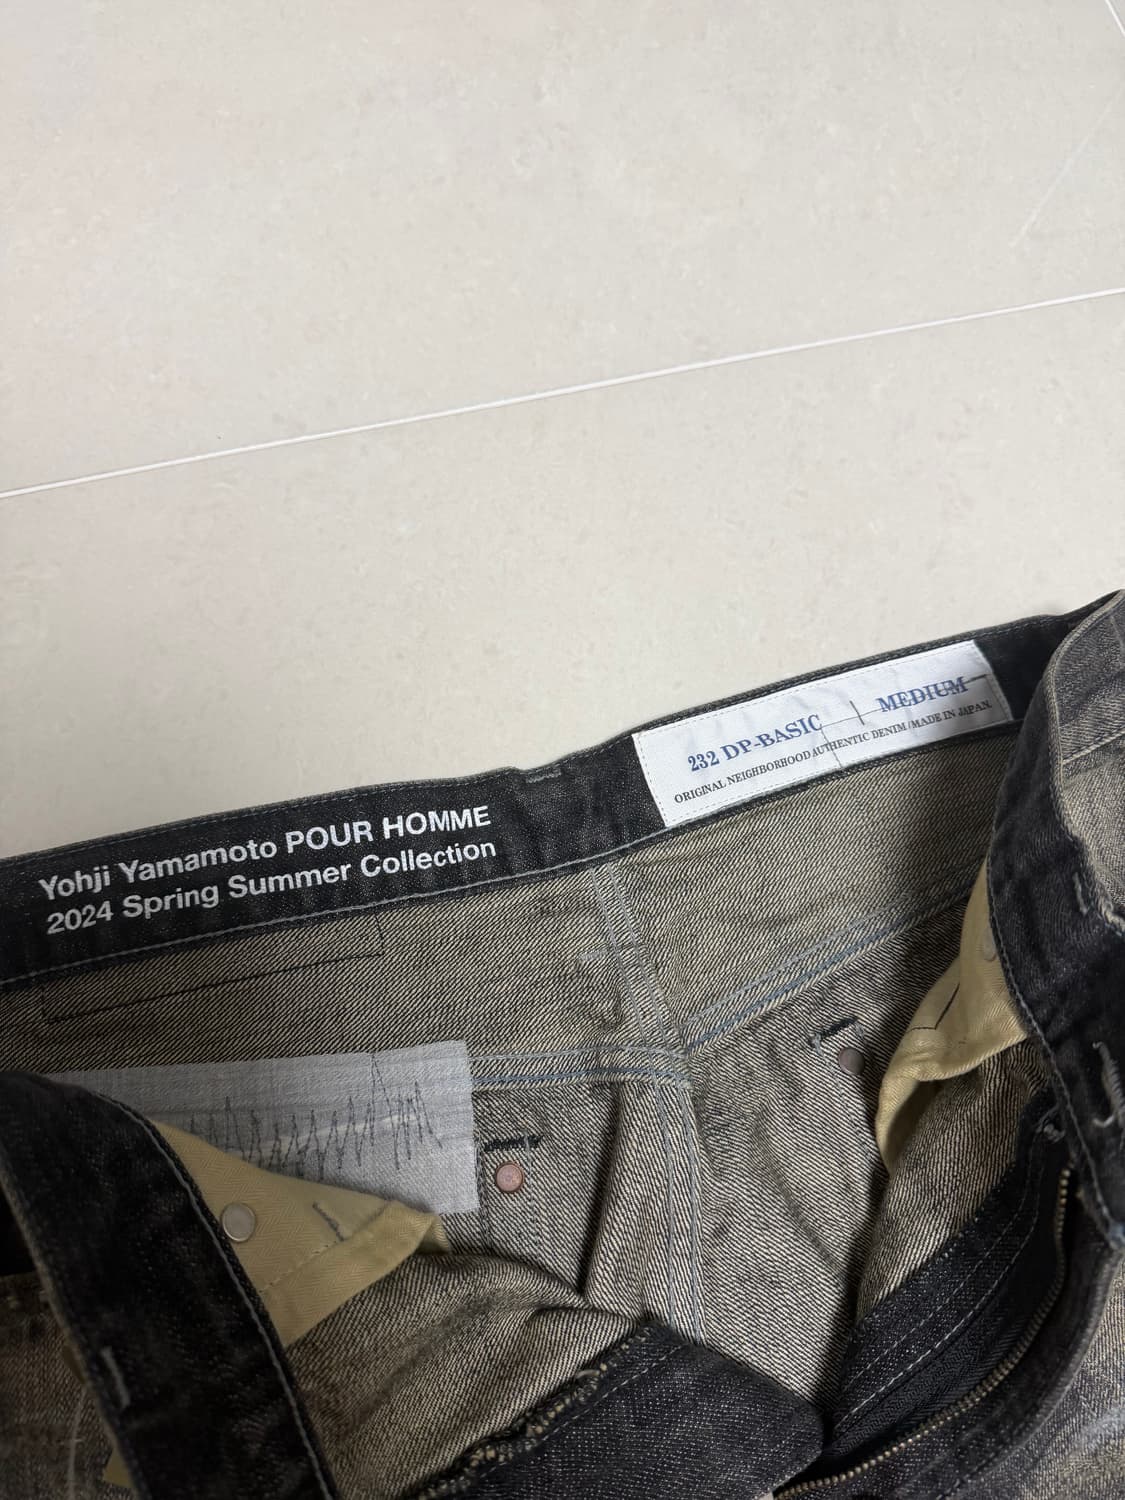 Yohji Yamamoto POUR HOMME
2024 Spring Summer Collection
232 DP-BASIC | MEDIUM
ORIGINAL NEIGHBORHOOD AUTHENTIC DENIM / MADE IN JAPAN.